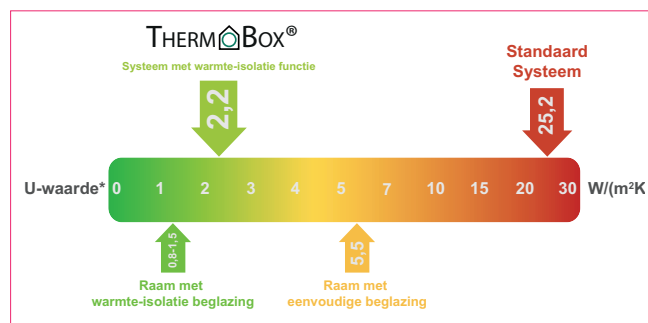 THERMOBOX®
Systeem met warmte-isolatie functie
Standaard
Systeem
2,2
25,2
U-waarde* 0 1 2 3 4 5 7 10 15 20 30 W/(m²K
0,8-1,5
5,5
Raam met
warmte-isolatie beglazing
Raam met
eenvoudige beglazing